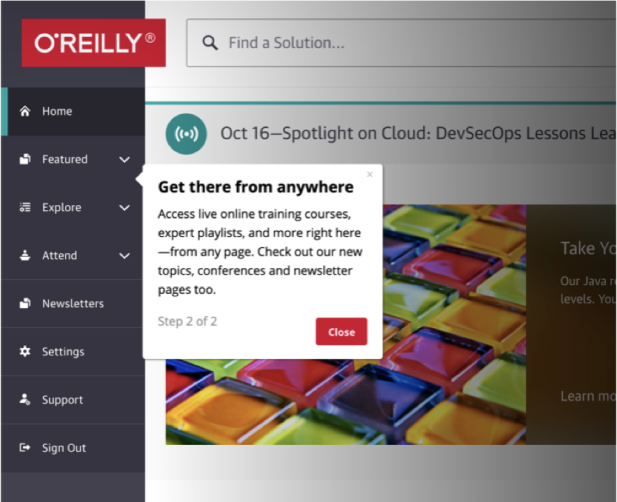 O'REILLY®
Find a Solution...
Home
Oct 16—Spotlight on Cloud: DevSecOps Lessons Lea
Featured
Explore
Attend
Newsletters
Settings
Support
Sign Out
×
Get there from anywhere
Access live online training courses,
expert playlists, and more right here
—from any page. Check out our new
topics, conferences and newsletter
pages too.
Step 2 of 2
Close
Take Yo
Our Java r
levels. You
Learn mo